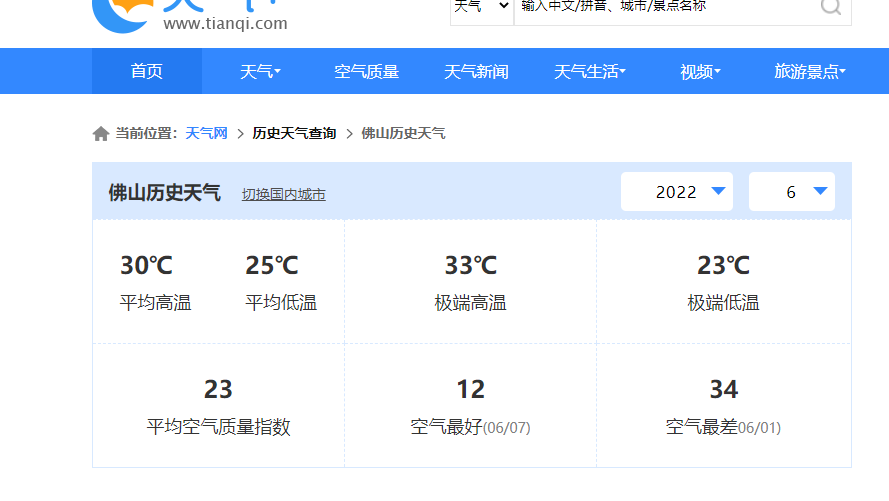 www.tianqi.com
天气
输入中文/拼音、城市/景点名称
首页 天气 空气质量 天气新闻 天气生活 视频 旅游景点
当前位置： 天气网 > 历史天气查询 > 佛山历史天气
佛山历史天气 切换国内城市 2022 6
30℃ 25℃ 33℃ 23℃
平均高温 平均低温 极端高温 极端低温
23 12 34
平均空气质量指数 空气最好(06/07) 空气最差06/01)